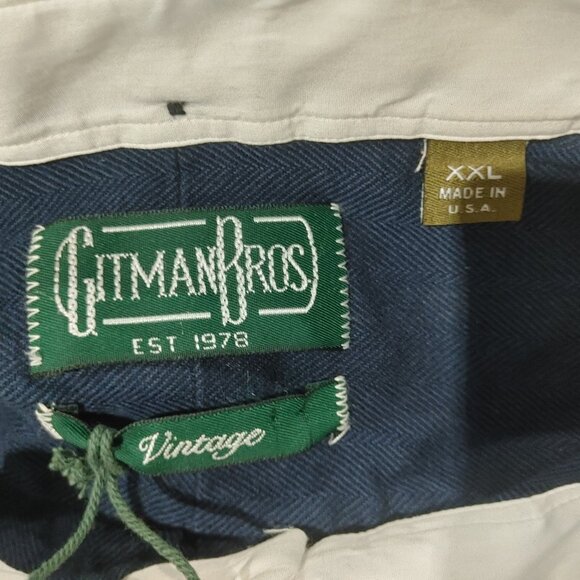 XXL
MADE IN
U.S.A.
GITMAN BROS
EST 1978
Vintage